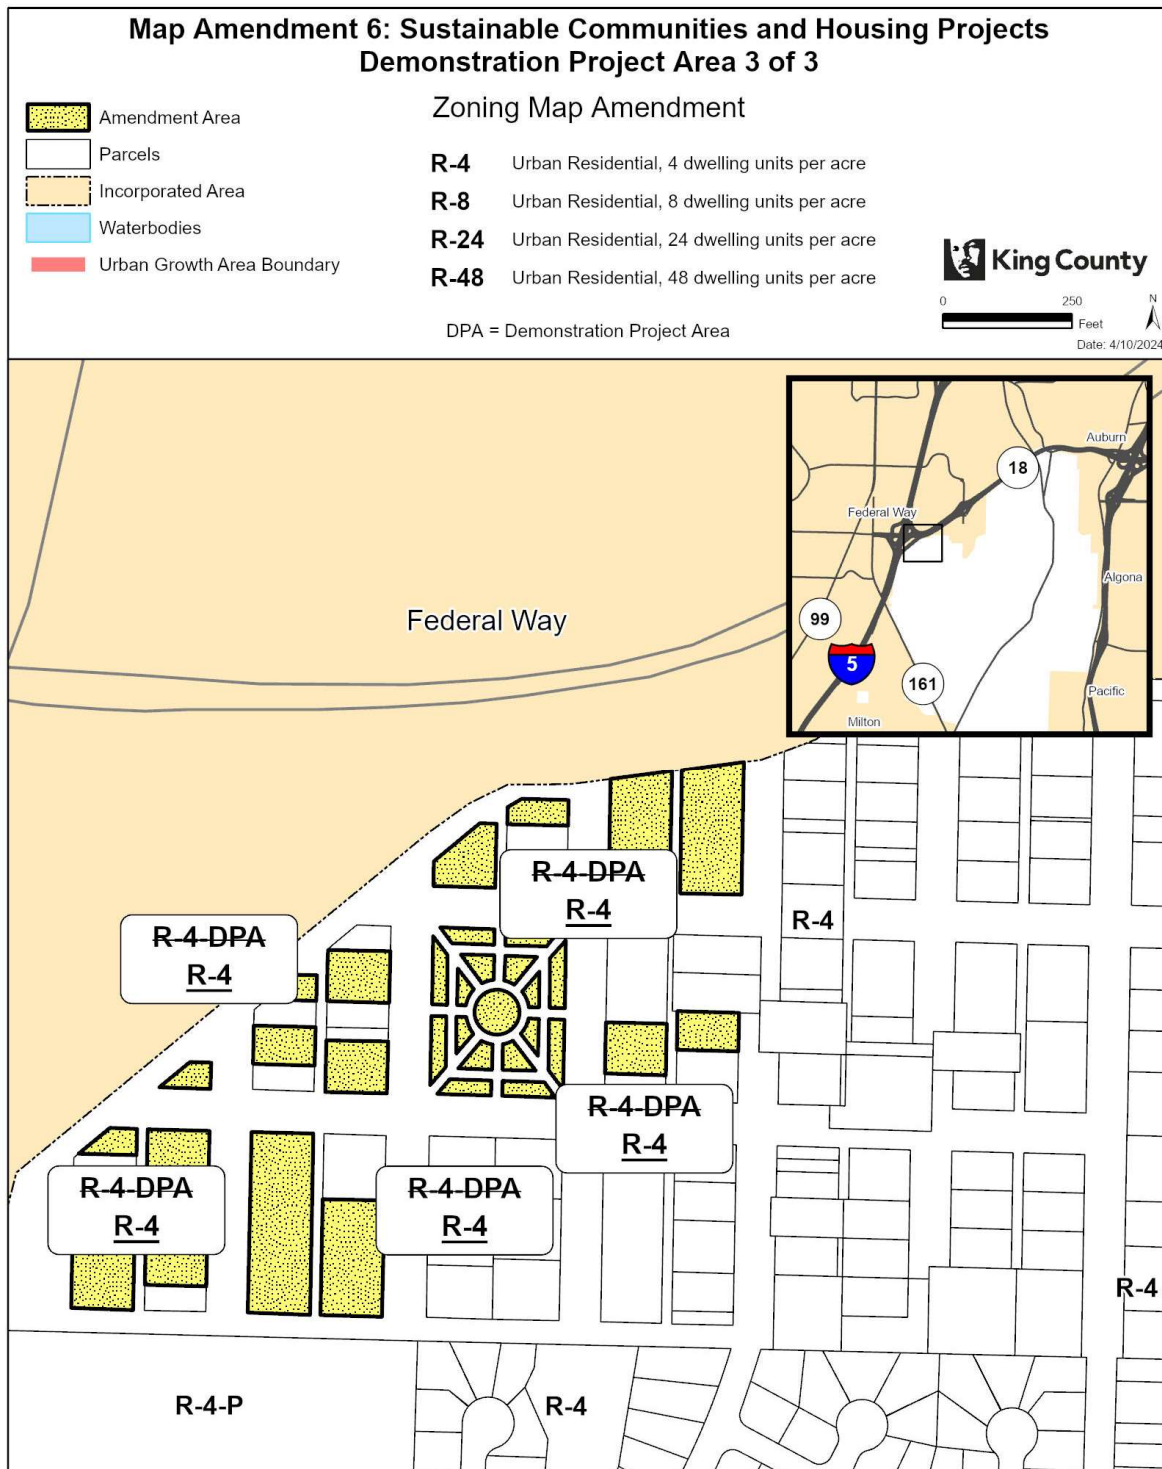 Map Amendment 6: Sustainable Communities and Housing Projects
Demonstration Project Area 3 of 3
Amendment Area
Parcels
Incorporated Area
Waterbodies
Urban Growth Area Boundary
Zoning Map Amendment
R-4 Urban Residential, 4 dwelling units per acre
R-8 Urban Residential, 8 dwelling units per acre
R-24 Urban Residential, 24 dwelling units per acre
R-48 Urban Residential, 48 dwelling units per acre
DPA = Demonstration Project Area
King County
0 250
Feet
N
Date: 4/10/2024
Auburn
18
Federal Way
Algona
99
5
161
Pacific
Milton
Federal Way
R-4-DPA
R-4
R-4
R-4-DPA
R-4
R-4-DPA
R-4
R-4-DPA
R-4
R-4-DPA
R-4
R-4
R-4-P
R-4